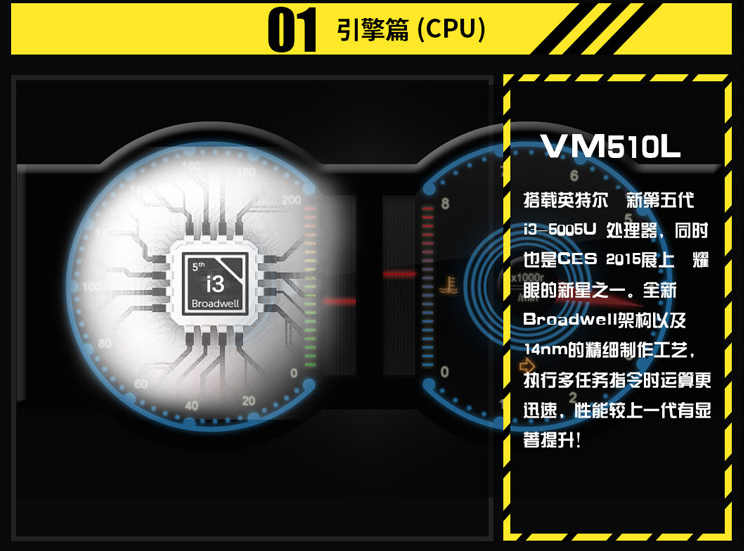 01 引擎篇 (CPU)
VM510L
搭载英特尔 新第五代
i3-5005U 处理器，同时
也是CES 2015展上 耀
眼的新星之一。全新
Broadwell架构以及
14nm的精细制作工艺，
执行多任务指令时运算更
迅速，性能较上一代有显
著提升！
5th
i3
Broadwell
160
180
200
100
80
60
40
20
0
8
7
6
5
x1000r
/min
0
1
2